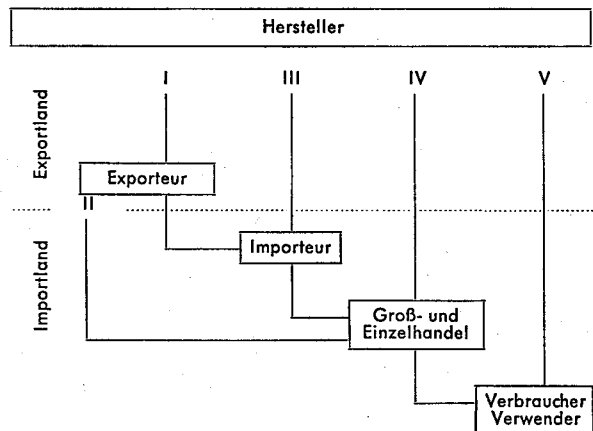 Hersteller
I III IV V
Exportland
Exporteur
II
Importland
Importeur
Groß- und
Einzelhandel
Verbraucher
Verwender